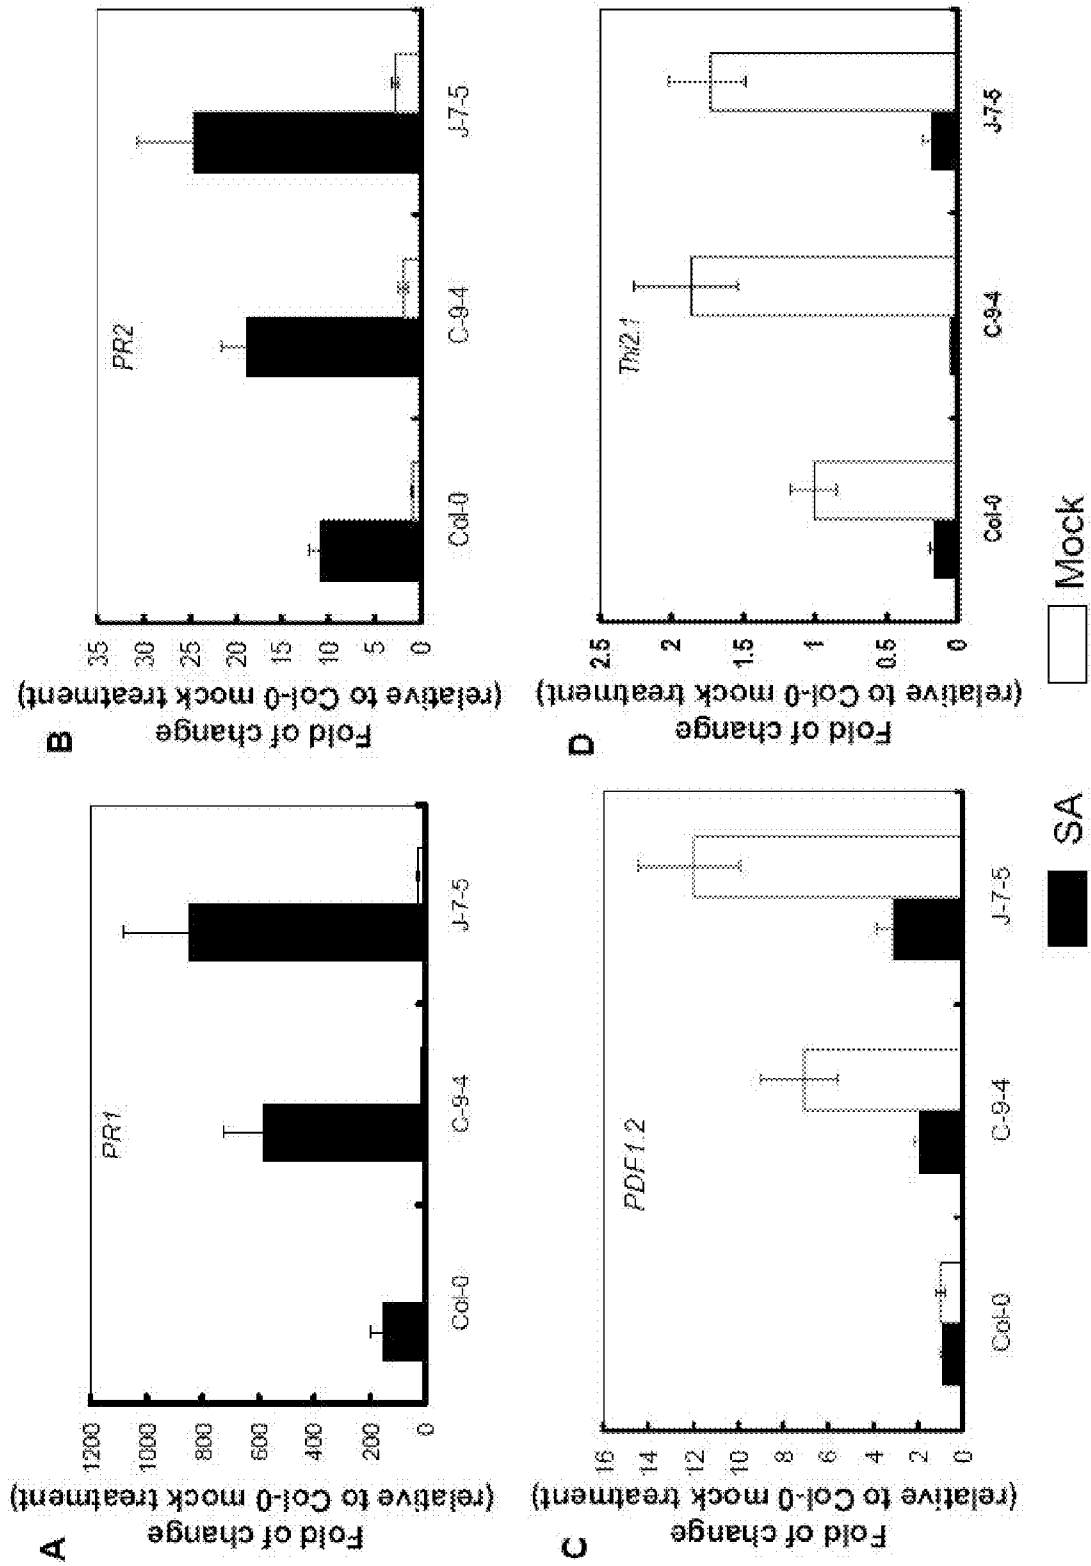 A
Fold of change
(relative to Col-0 mock treatment)
1200
1000
800
600
400
200
0
PR1
Col-0
C-9-4
J-7-5
B
Fold of change
(relative to Col-0 mock treatment)
35
30
25
20
15
10
5
0
PR2
Col-0
C-9-4
J-7-5
C
Fold of change
(relative to Col-0 mock treatment)
16
14
12
10
8
6
4
2
0
PDF1.2
Col-0
C-9-4
J-7-5
D
Fold of change
(relative to Col-0 mock treatment)
2.5
2
1.5
1
0.5
0
Thi2.1
Col-0
C-9-4
J-7-5
SA
Mock